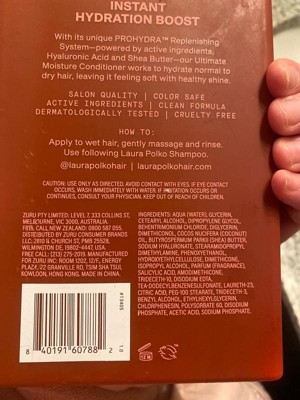 INSTANT
HYDRATION BOOST
With its unique PROHYDRA™ Replenishing
System—powered by active ingredients,
Hyaluronic Acid and Shea Butter—our Ultimate
Moisture Conditioner works to hydrate normal to
dry hair, leaving it feeling soft with healthy shine.
SALON QUALITY | COLOR SAFE
ACTIVE INGREDIENTS | CLEAN FORMULA
DERMATOLOGICALLY TESTED | CRUELTY FREE
HOW TO:
Apply to wet hair, gently massage and rinse.
Use following Laura Polko Shampoo.
@laurapolkohair | laurapolkohair.com
CAUTION: USE ONLY AS DIRECTED. AVOID CONTACT WITH EYES. IF EYE CONTACT
OCCURS, WASH IMMEDIATELY WITH WATER. IF IRRITATION OCCURS OR
CONTINUES, CONSULT YOUR PHYSICIAN. KEEP OUT OF REACH OF CHILDREN.
ZURU PTY LIMITED. LEVEL 7, 333 COLLINS ST,
MELBOURNE, VIC 3000, AUSTRALIA.
CALL NEW ZEALAND: 0800 587 055.
DISTRIBUTED BY ZURU CONSUMER BRANDS
LLC. 2810 N CHURCH ST,
WILMINGTON DE, 19802-4447, USA.
FREE CALL: MANUFACTURED
FOR ZURU INC: ROOM 1202, 12/F, ENERGY
PLAZA, 92 GRANVILLE RD, TSIM SHA TSUI,
KOWLOON, HONG KONG. MADE IN CHINA.
INGREDIENTS: AQUA (WATER), GLYCERIN,
CETEARYL ALCOHOL, DIPROPYLENE GLYCOL,
BEHENTRIMONIUM CHLORIDE, DIGLYCERIN,
DIMETHICONOL, COCOS NUCIFERA (COCONUT)
OIL, BUTYROSPERMUM PARKII (SHEA) BUTTER,
SODIUM HYALURONATE, STEARAMIDOPROPYL
DIMETHYLAMINE, PHENOXYETHANOL,
HYDROXYETHYLCELLULOSE, DIMETHICONE,
ISOPROPYL ALCOHOL, PARFUM (FRAGRANCE),
SALICYLIC ACID, AMODIMETHICONE,
TRIDECETH-10, DISODIUM EDTA,
TEA-DODECYLBENZENESULFONATE, LAURETH-23,
CITRIC ACID, PEG-100 STEARATE, TRIDECETH-3,
BENZYL ALCOHOL, ETHYLHEXYLGLYCERIN,
CHLORPHENESIN, BHT, DISODIUM
PHOSPHATE, ACETIC ACID, SODIUM PHOSPHATE.
8 40191 60788 2